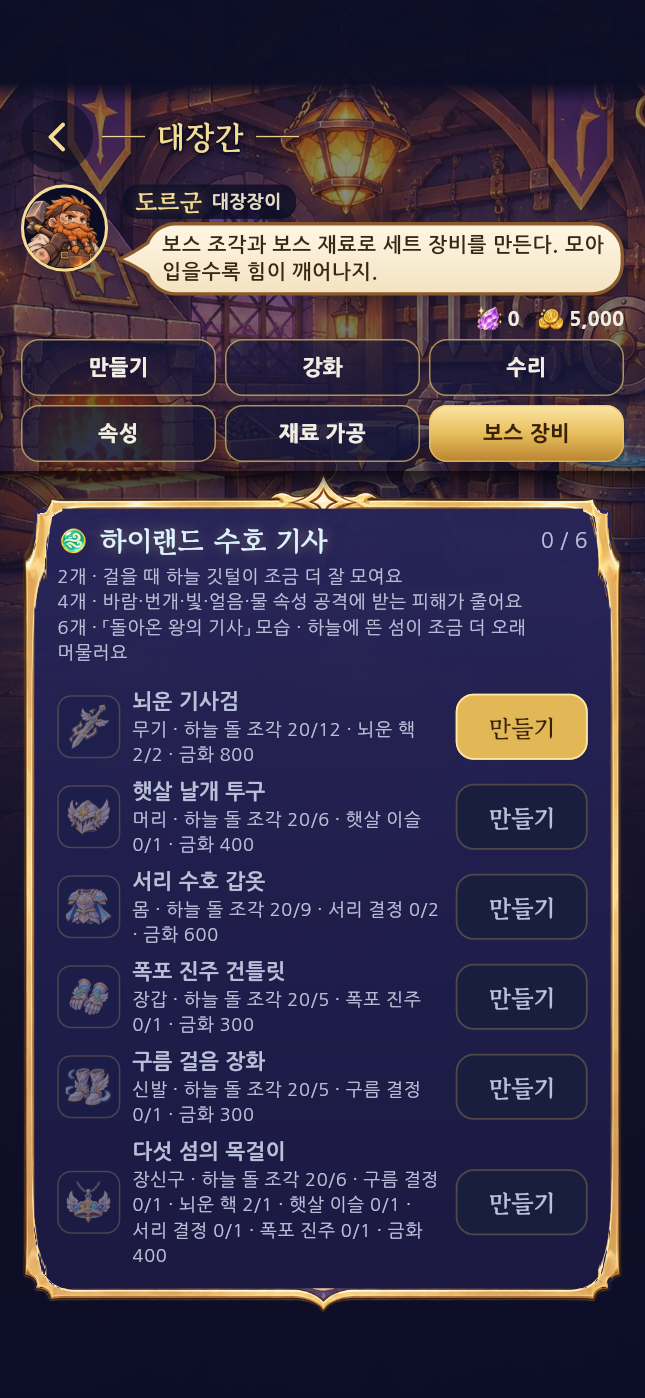 대장간
도르군 대장장이
보스 조각과 보스 재료로 세트 장비를 만든다. 모아
입을수록 힘이 깨어나지.
0 5,000
만들기 강화 수리
속성 재료 가공 보스 장비
하이랜드 수호 기사 0 / 6
2개 · 걸을 때 하늘 깃털이 조금 더 잘 모여요
4개 · 바람·번개·빛·얼음·물 속성 공격에 받는 피해가 줄어요
6개 · 「돌아온 왕의 기사」 모습 · 하늘에 뜬 섬이 조금 더 오래
머물러요
뇌운 기사검
무기 · 하늘 돌 조각 20/12 · 뇌운 핵
2/2 · 금화 800
만들기
햇살 날개 투구
머리 · 하늘 돌 조각 20/6 · 햇살 이슬
0/1 · 금화 400
만들기
서리 수호 갑옷
몸 · 하늘 돌 조각 20/9 · 서리 결정 0/2
· 금화 600
만들기
폭포 진주 건틀릿
장갑 · 하늘 돌 조각 20/5 · 폭포 진주
0/1 · 금화 300
만들기
구름 걸음 장화
신발 · 하늘 돌 조각 20/5 · 구름 결정
0/1 · 금화 300
만들기
다섯 섬의 목걸이
장신구 · 하늘 돌 조각 20/6 · 구름 결정
0/1 · 뇌운 핵 2/1 · 햇살 이슬 0/1 ·
서리 결정 0/1 · 폭포 진주 0/1 · 금화
400
만들기